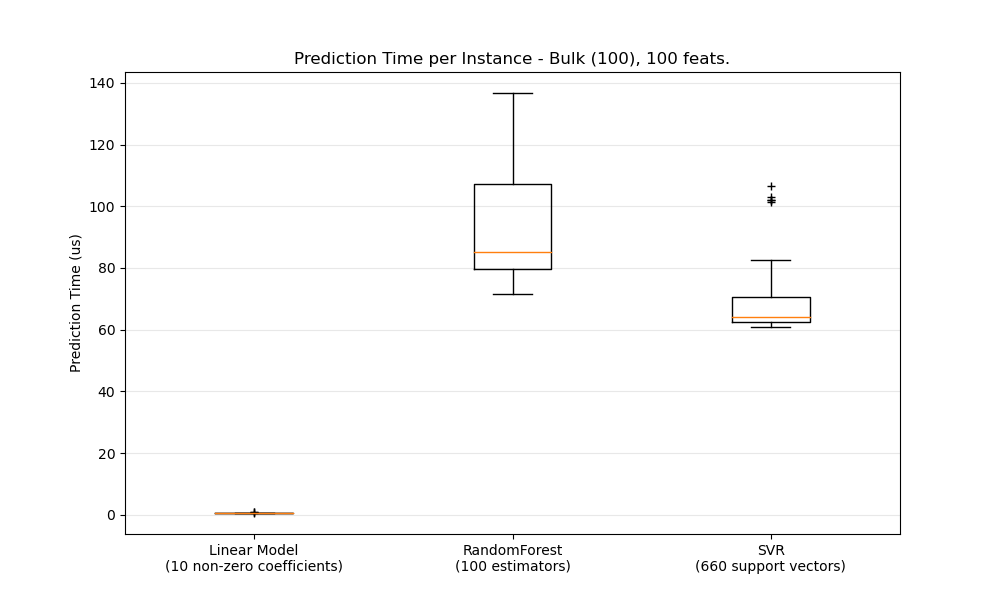 Prediction Time per Instance - Bulk (100), 100 feats.
140
120
100
80
60
40
20
0
Prediction Time (us)
Linear Model
(10 non-zero coefficients)
RandomForest
(100 estimators)
SVR
(660 support vectors)